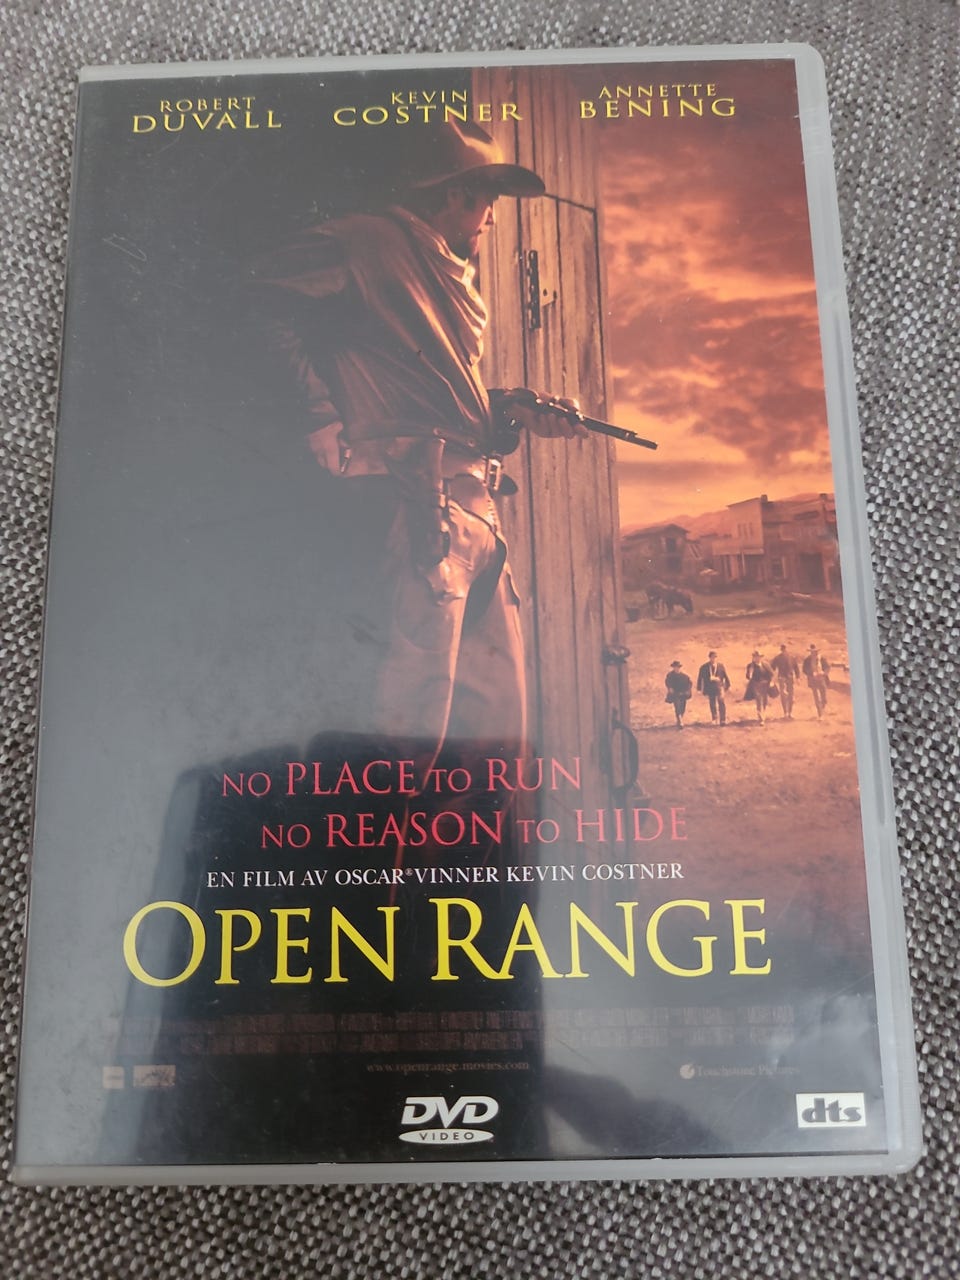 ROBERT KEVIN ANNETTE
DUVALL COSTNER BENING
NO PLACE TO RUN
NO REASON TO HIDE
EN FILM AV OSCAR® VINNER KEVIN COSTNER
OPEN RANGE
www.openrange.movies.com
Touchstone Pictures
DVD
VIDEO
dts